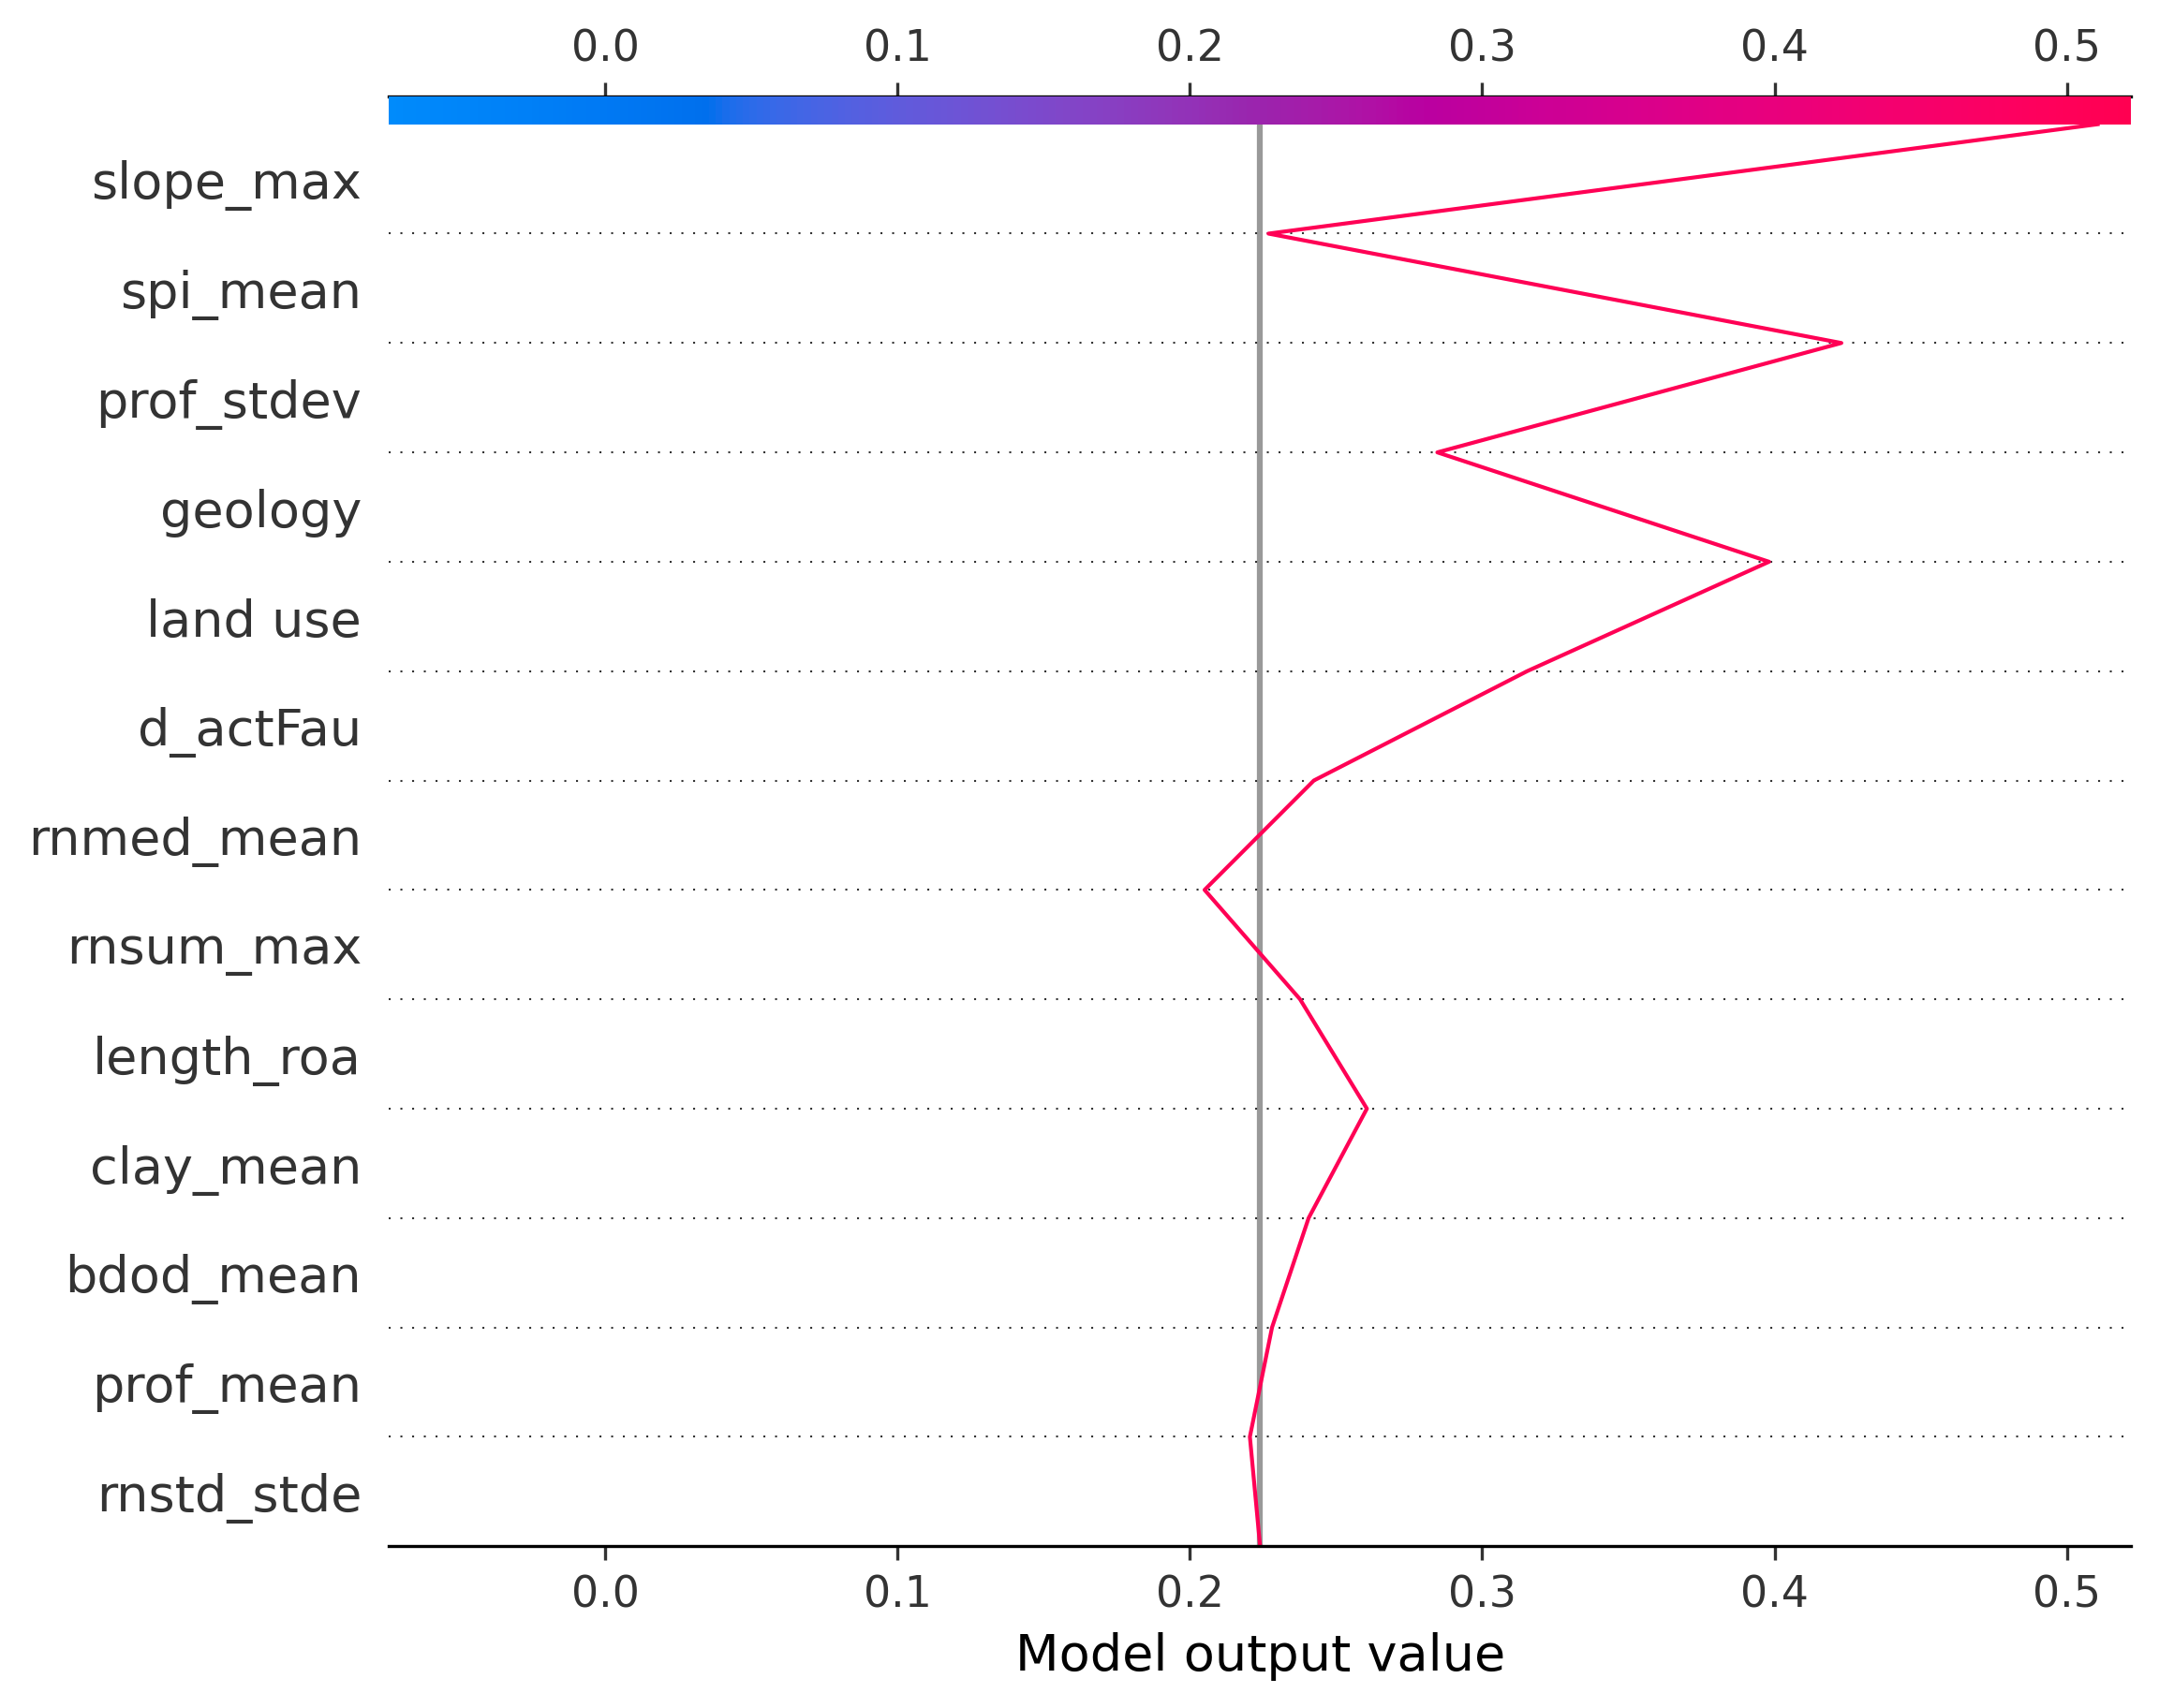 0.0 0.1 0.2 0.3 0.4 0.5
slope_max
spi_mean
prof_stdev
geology
land use
d_actFau
rnmed_mean
rnsum_max
length_roa
clay_mean
bdod_mean
prof_mean
rnstd_stde
0.0 0.1 0.2 0.3 0.4 0.5
Model output value